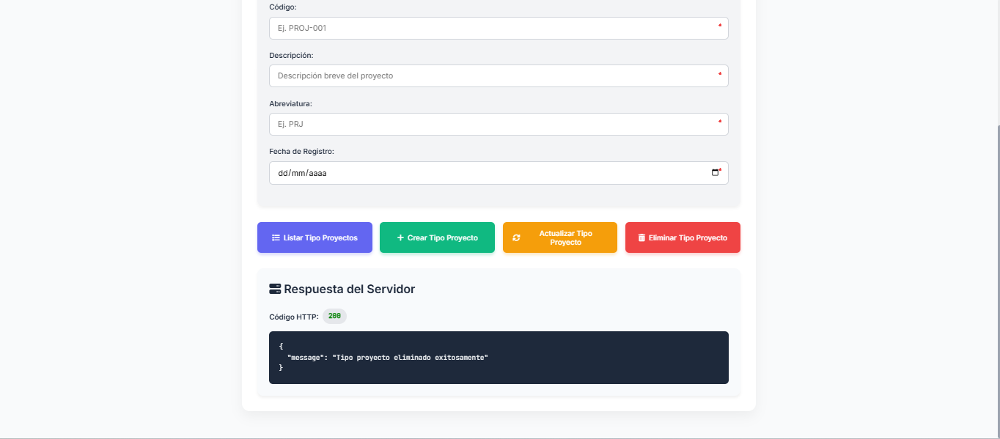 Código:
Ej. PROJ-001 *
Descripción:
Descripción breve del proyecto *
Abreviatura:
Ej. PRJ *
Fecha de Registro:
dd/mm/aaaa *
Listar Tipo Proyectos
Crear Tipo Proyecto
Actualizar Tipo
Proyecto
Eliminar Tipo Proyecto
Respuesta del Servidor
Código HTTP: 200
{
"message": "Tipo proyecto eliminado exitosamente"
}